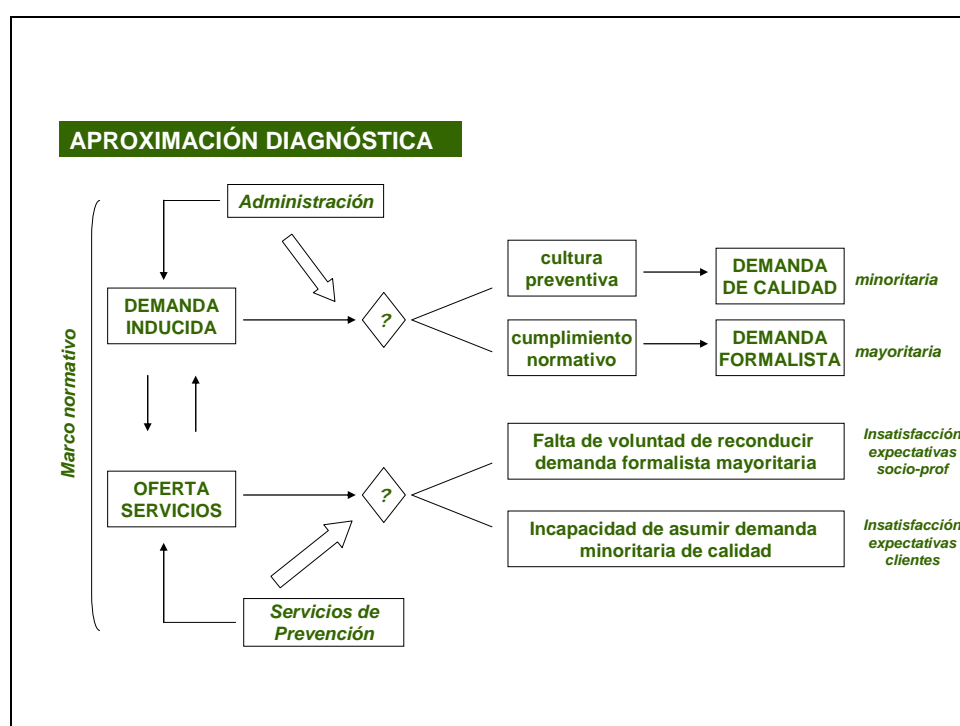 APROXIMACIÓN DIAGNÓSTICA
Administración
Marco normativo
DEMANDA
INDUCIDA
?
cultura
preventiva
DEMANDA
DE CALIDAD
minoritaria
cumplimiento
normativo
DEMANDA
FORMALISTA
mayoritaria
OFERTA
SERVICIOS
?
Falta de voluntad de reconducir
demanda formalista mayoritaria
Insatisfacción
expectativas
socio-prof
Incapacidad de asumir demanda
minoritaria de calidad
Insatisfacción
expectativas
clientes
Servicios de
Prevención